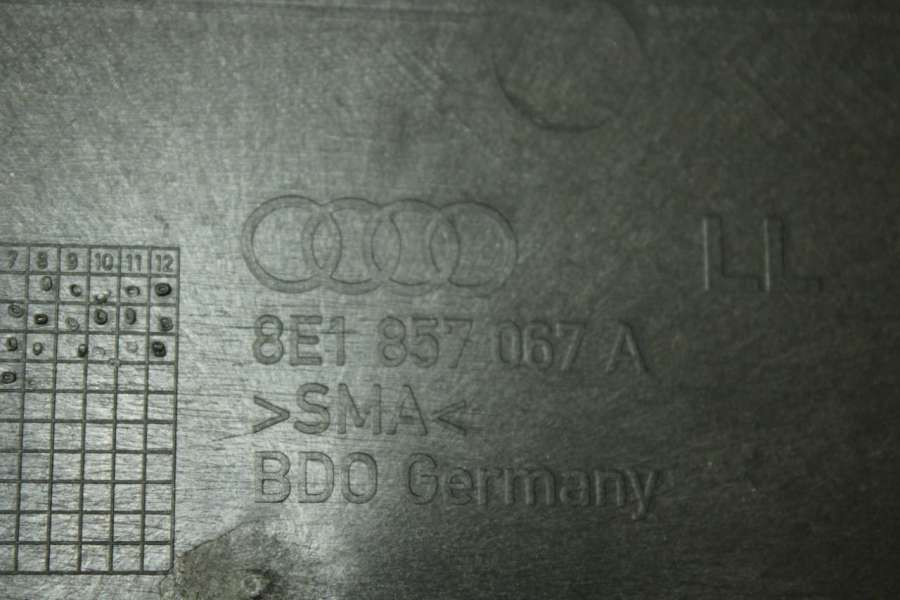 LL
7 8 9 10 11 12
8E1 857 067 A
>SMA<
BDO Germany